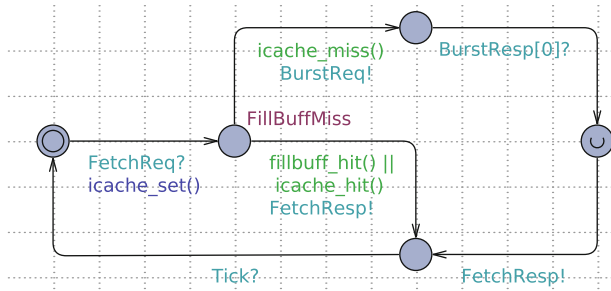 icache_miss()
BurstReq!
BurstResp[0]?
FillBuffMiss
FetchReq?
icache_set()
fillbuff_hit() ||
icache_hit()
FetchResp!
Tick?
FetchResp!